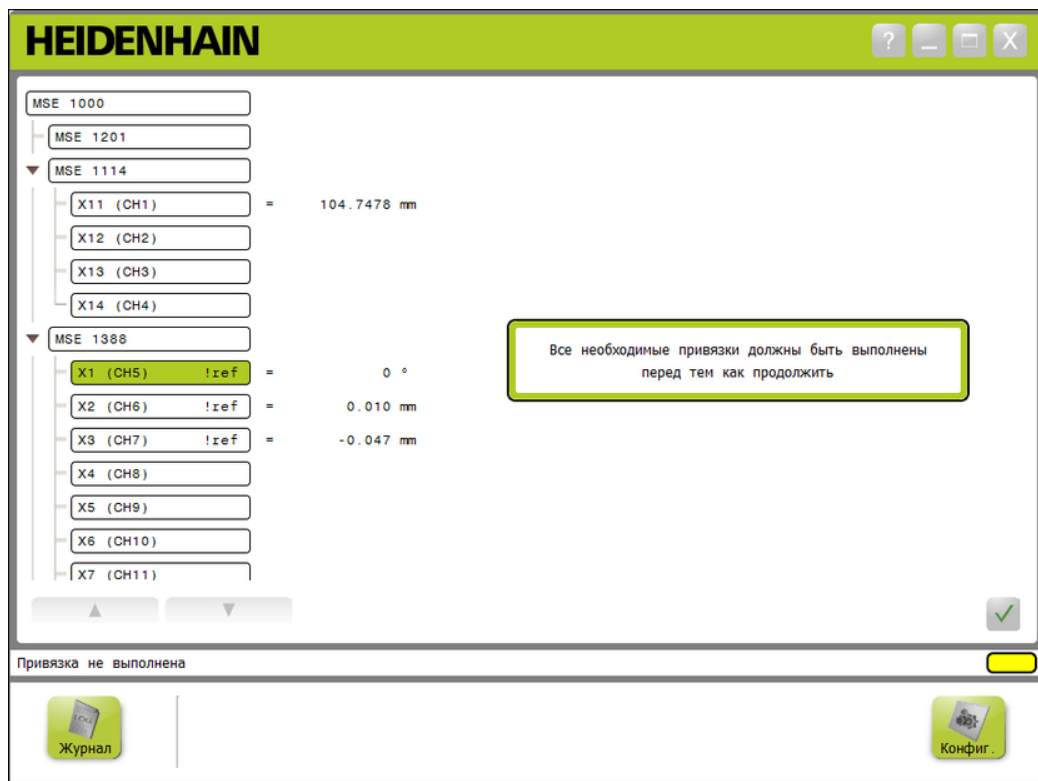 HEIDENHAIN
? X
MSE 1000
MSE 1201
MSE 1114
X11 (CH1) = 104.7478 mm
X12 (CH2)
X13 (CH3)
X14 (CH4)
MSE 1388
Все необходимые привязки должны быть выполнены
перед тем как продолжить
X1 (CH5) !ref = 0 °
X2 (CH6) !ref = 0.010 mm
X3 (CH7) !ref = -0.047 mm
X4 (CH8)
X5 (CH9)
X6 (CH10)
X7 (CH11)
Привязка не выполнена
LOG
Журнал
Конфиг.